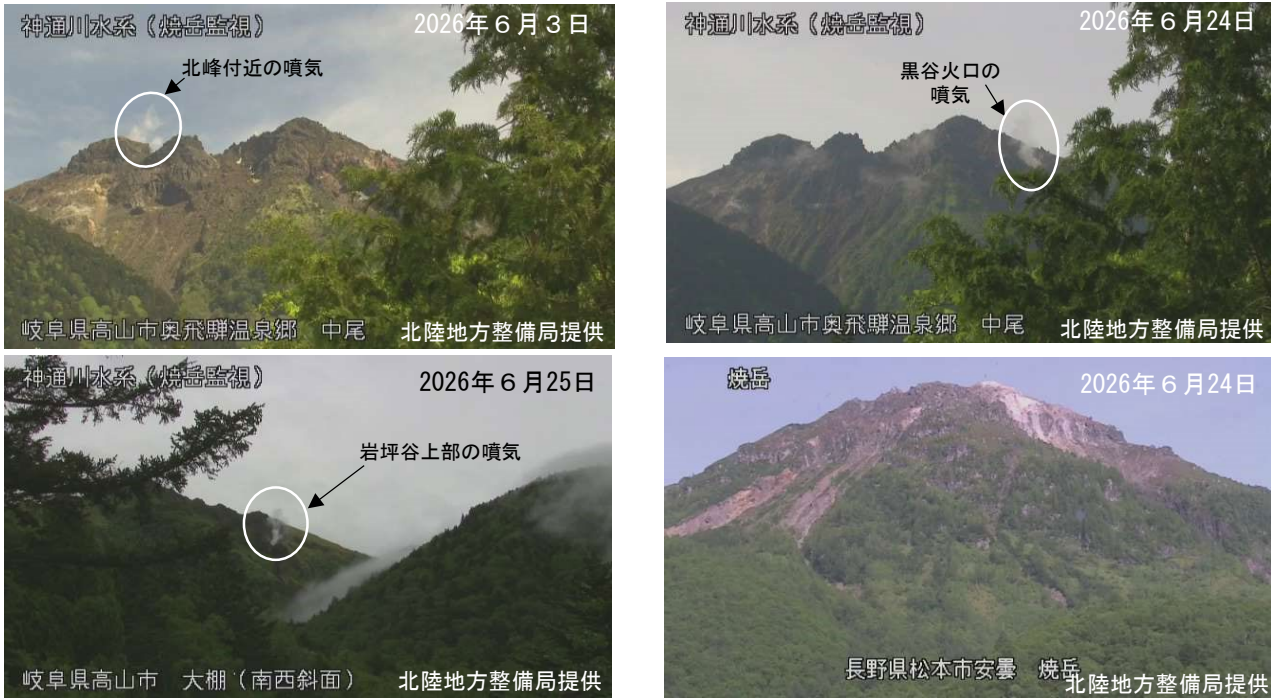 神通川水系（焼岳監視）
2026年６月３日
北峰付近の噴気
岐阜県高山市奥飛騨温泉郷　中尾
北陸地方整備局提供
神通川水系（焼岳監視）
2026年６月24日
黒谷火口の
噴気
岐阜県高山市奥飛騨温泉郷　中尾
北陸地方整備局提供
神通川水系（焼岳監視）
2026年６月25日
岩坪谷上部の噴気
岐阜県高山市　大棚（南西斜面）
北陸地方整備局提供
焼岳
2026年６月24日
長野県松本市安曇　焼岳
北陸地方整備局提供